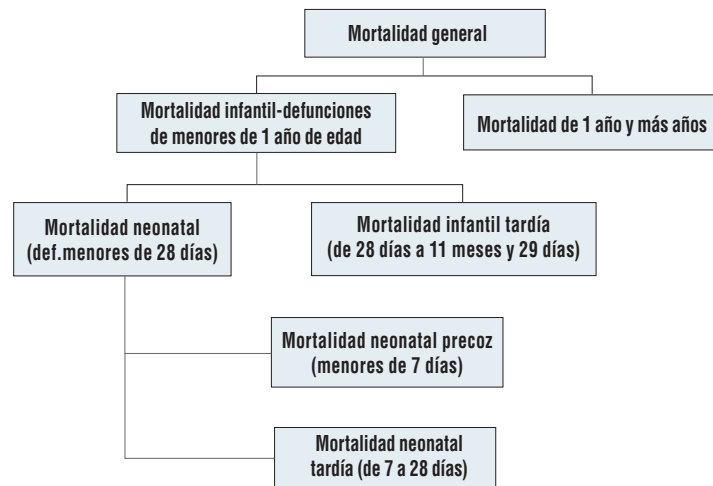 Mortalidad general
Mortalidad infantil-defunciones
de menores de 1 año de edad
Mortalidad de 1 año y más años
Mortalidad neonatal
(def.menores de 28 días)
Mortalidad infantil tardía
(de 28 días a 11 meses y 29 días)
Mortalidad neonatal precoz
(menores de 7 días)
Mortalidad neonatal
tardía (de 7 a 28 días)